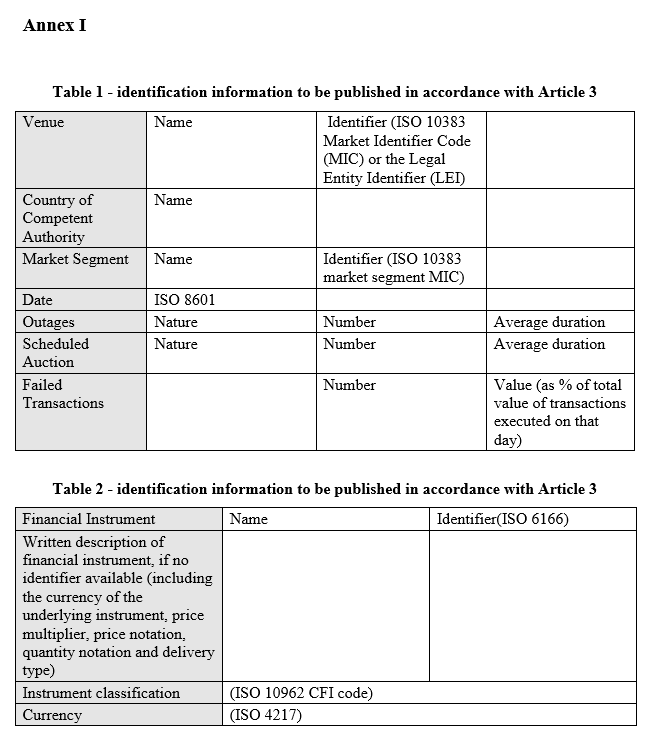 Annex I
Table 1 - identification information to be published in accordance with Article 3
Venue Name Identifier (ISO 10383
Market Identifier Code
(MIC) or the Legal
Entity Identifier (LEI)
Country of Name
Competent
Authority
Market Segment Name Identifier (ISO 10383
market segment MIC)
Date ISO 8601
Outages Nature Number Average duration
Scheduled Nature Number Average duration
Auction
Failed Number Value (as % of total
Transactions value of transactions
executed on that
day)
Table 2 - identification information to be published in accordance with Article 3
Financial Instrument Name Identifier(ISO 6166)
Written description of
financial instrument, if no
identifier available (including
the currency of the
underlying instrument, price
multiplier, price notation,
quantity notation and delivery
type)
Instrument classification (ISO 10962 CFI code)
Currency (ISO 4217)